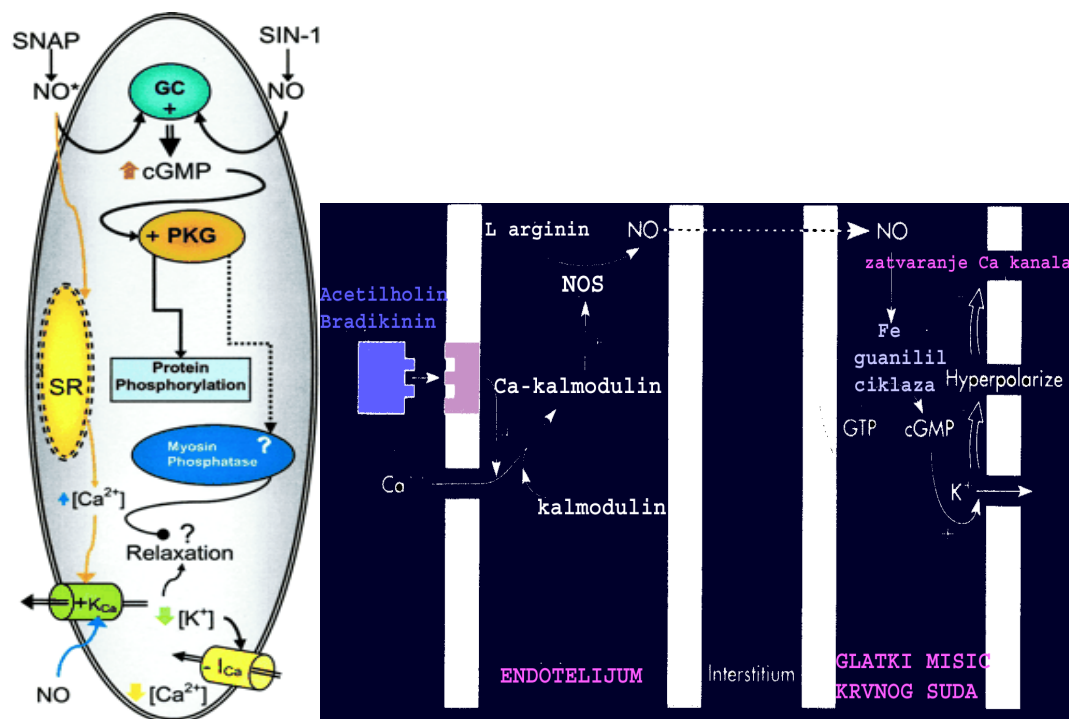 SNAP
SIN-1
NO*
NO
GC
+
cGMP
+ PKG
Protein
Phosphorylation
SR
Myosin
Phosphatase
?
[Ca2+]
?
Relaxation
+KCa
[K+]
- ICa
NO
[Ca2+]
L arginin
NO
NO
NOS
zatvaranje Ca kanala
Acetilholin
Bradikinin
+
Fe
guanilil
ciklaza
Ca-kalmodulin
Hyperpolarize
GTP
cGMP
+
Ca++
K+
kalmodulin
+
ENDOTELIJUM
Interstitium
GLATKI MISIC
KRVNOG SUDA